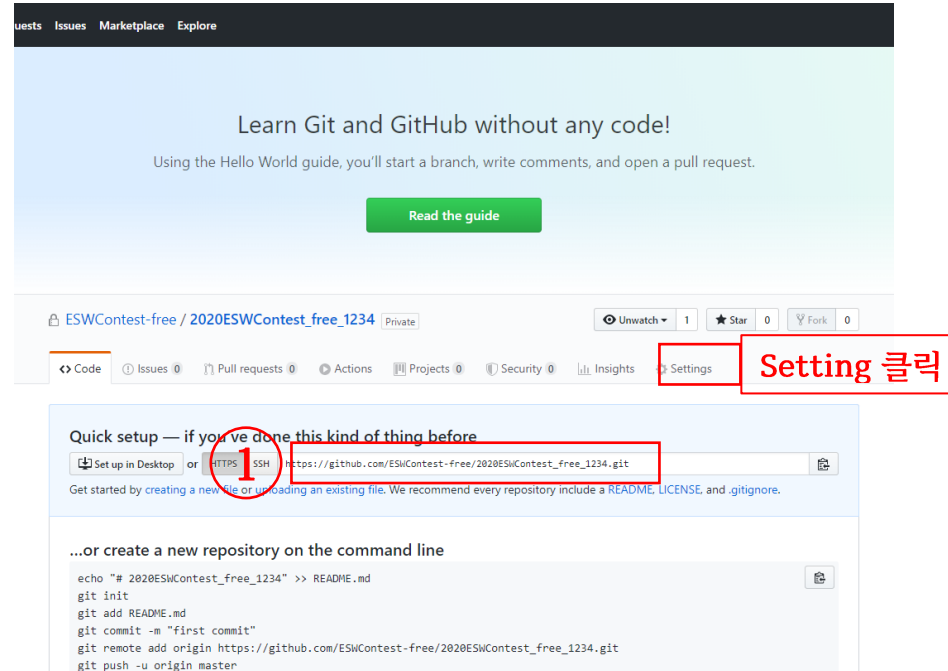 uests Issues Marketplace Explore
Learn Git and GitHub without any code!
Using the Hello World guide, you'll start a branch, write comments, and open a pull request.
Read the guide
ESWContest-free / 2020ESWContest_free_1234 Private
Unwatch 1 Star 0 Fork 0
Code Issues 0 Pull requests 0 Actions Projects 0 Security 0 Insights Settings
Setting 클릭
Quick setup — if you've done this kind of thing before
Set up in Desktop or HTTPS SSH https://github.com/ESWContest-free/2020ESWContest_free_1234.git
1
Get started by creating a new file or uploading an existing file. We recommend every repository include a README, LICENSE, and .gitignore.
...or create a new repository on the command line
echo "# 2020ESWContest_free_1234" >> README.md
git init
git add README.md
git commit -m "first commit"
git remote add origin https://github.com/ESWContest-free/2020ESWContest_free_1234.git
git push -u origin master